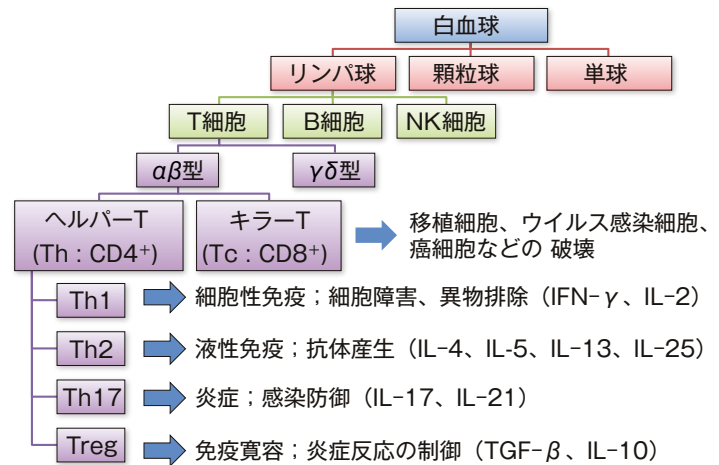 白血球
リンパ球 顆粒球 単球
T細胞 B細胞 NK細胞
αβ型 γδ型
ヘルパーT
(Th : CD4⁺)
キラーT
(Tc : CD8⁺)
移植細胞、ウイルス感染細胞、
癌細胞などの 破壊
Th1 細胞性免疫；細胞障害、異物排除（IFN-γ、IL-2）
Th2 液性免疫；抗体産生（IL-4、IL-5、IL-13、IL-25）
Th17 炎症；感染防御（IL-17、IL-21）
Treg 免疫寛容；炎症反応の制御（TGF-β、IL-10）